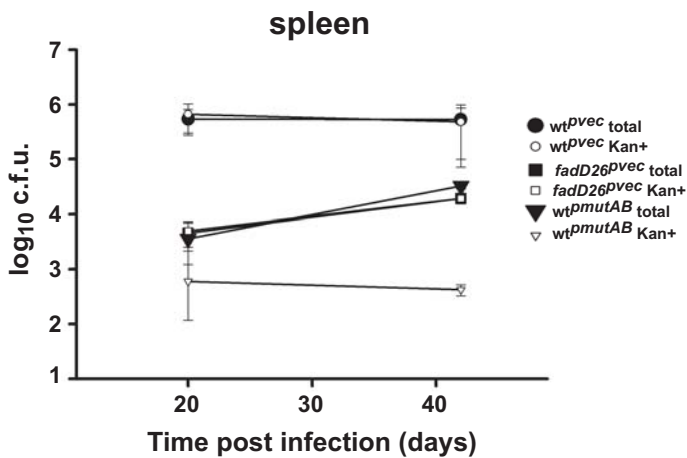 spleen
7
6
5
4
3
2
1
log10 c.f.u.
20
30
40
Time post infection (days)
wtpvec total
wtpvec Kan+
fadD26pvec total
fadD26pvec Kan+
wtpmutAB total
wtpmutAB Kan+